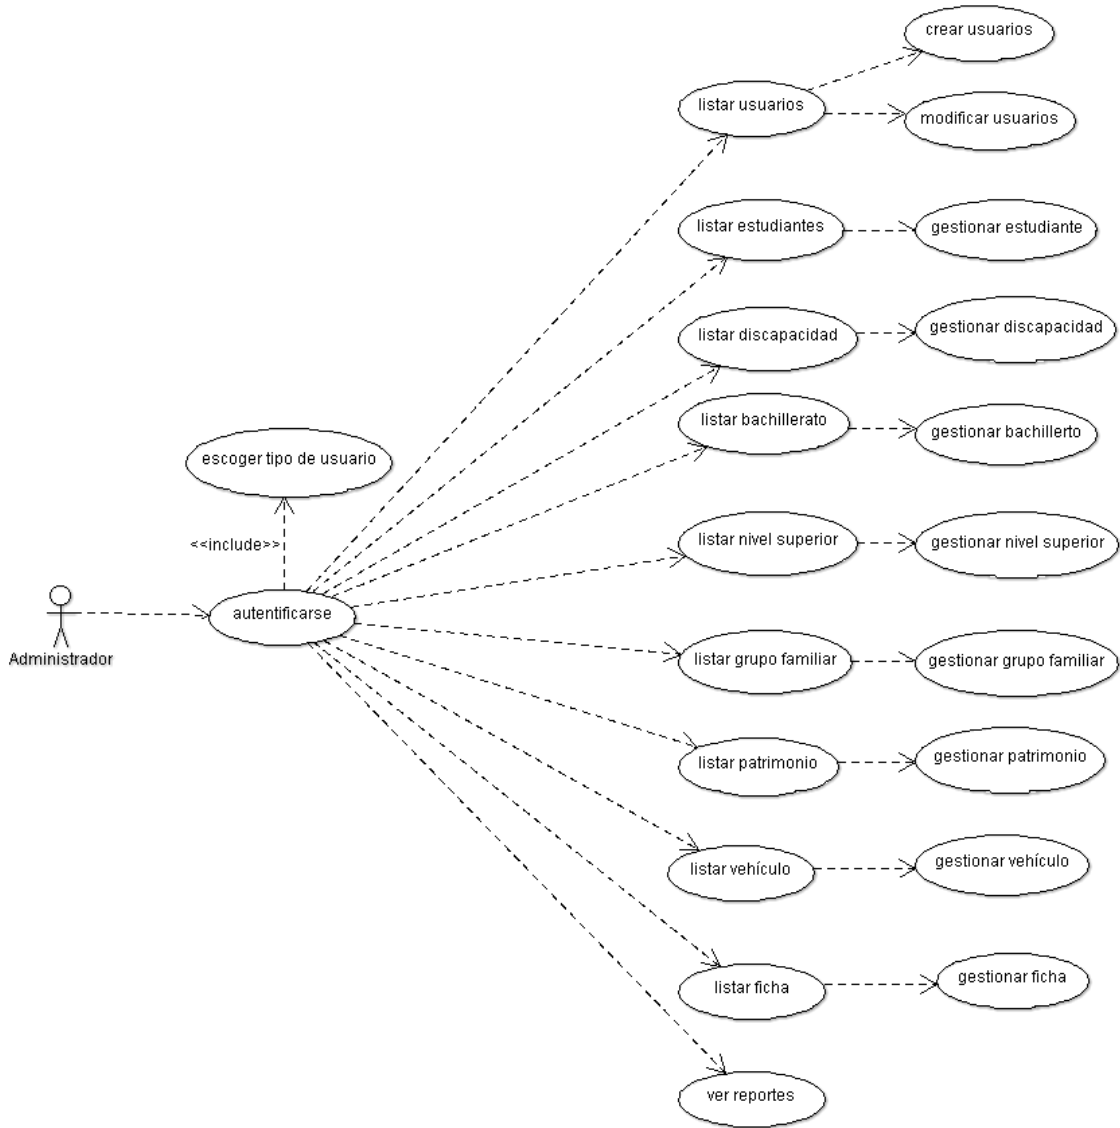 crear usuarios
listar usuarios
modificar usuarios
listar estudiantes
gestionar estudiante
listar discapacidad
gestionar discapacidad
listar bachillerato
gestionar bachillerto
escoger tipo de usuario
<<include>>
listar nivel superior
gestionar nivel superior
autentificarse
Administrador
listar grupo familiar
gestionar grupo familiar
listar patrimonio
gestionar patrimonio
listar vehículo
gestionar vehículo
listar ficha
gestionar ficha
ver reportes